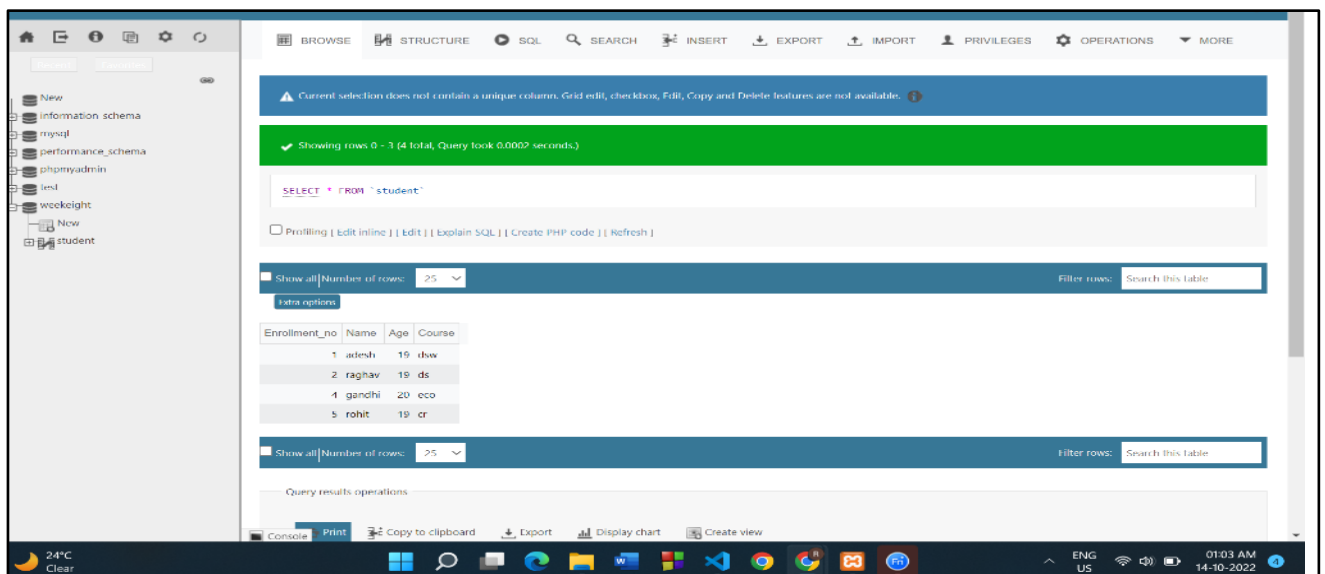 BROWSE STRUCTURE SQL SEARCH INSERT EXPORT IMPORT PRIVILEGES OPERATIONS MORE
New
information_schema
mysql
performance_schema
phpmyadmin
test
weekeight
New
student
Current selection does not contain a unique column. Grid edit, checkbox, Edit, Copy and Delete features are not available.
Showing rows 0 - 3 (4 total, Query took 0.0002 seconds.)
SELECT * FROM `student`
Profiling [ Edit inline ] [ Edit ] [ Explain SQL ] [ Create PHP code ] [ Refresh ]
Show all Number of rows: 25 Filter rows: Search this table
Extra options
Enrollment_no Name Age Course
1 adesh 19 dsw
2 raghav 19 ds
4 gandhi 20 eco
5 rohit 19 cr
Show all Number of rows: 25 Filter rows: Search this table
Query results operations
Print Copy to clipboard Export Display chart Create view
Console
24°C
Clear
ENG
US
01:03 AM
14-10-2022
4